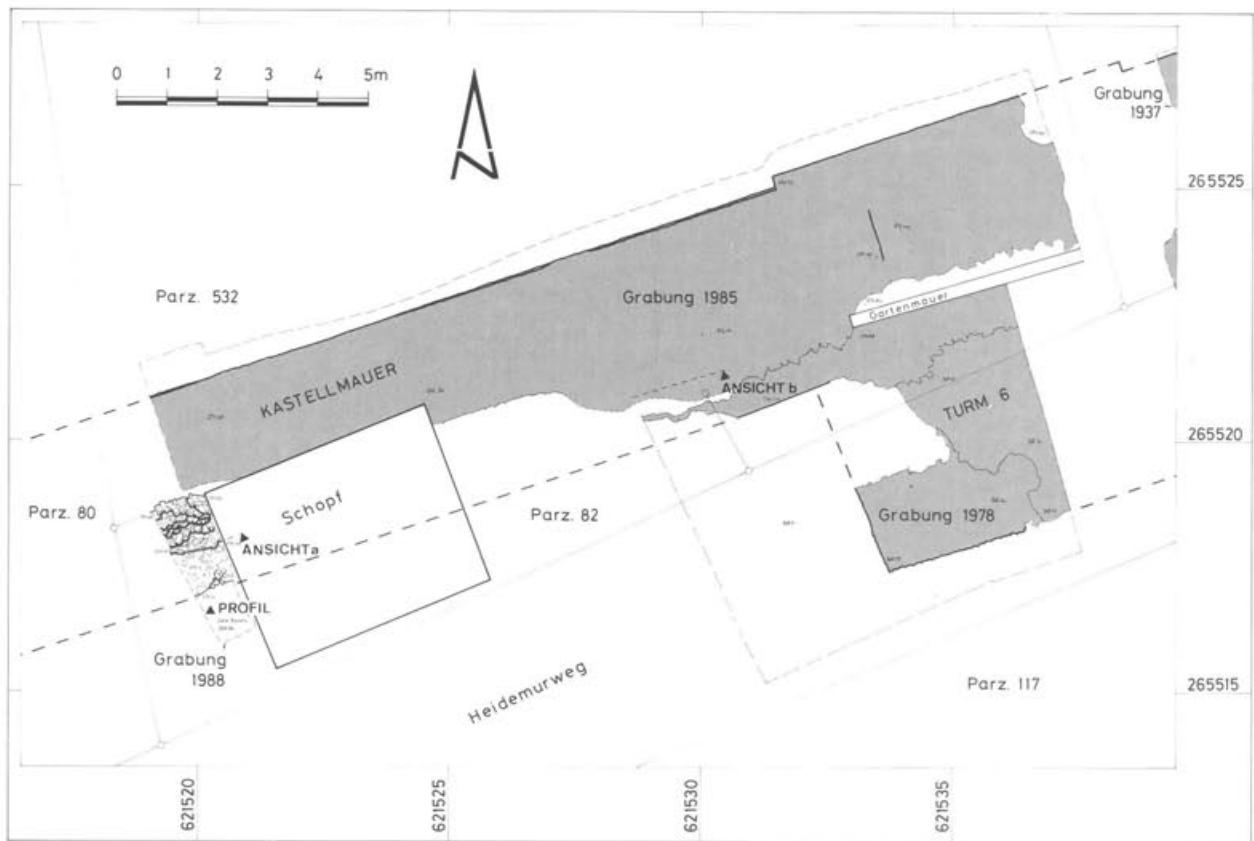 0 1 2 3 4 5m
Grabung
1937
265525
Parz. 532
Grabung 1985
Gartenmauer
KASTELLMAUER
ANSICHT b
TURM 6
265520
Schopf
Parz. 80
Parz. 82
ANSICHT a
Grabung 1978
PROFIL
Grabung
1988
Heidemurweg
Parz. 117
265515
621520
621525
621530
621535